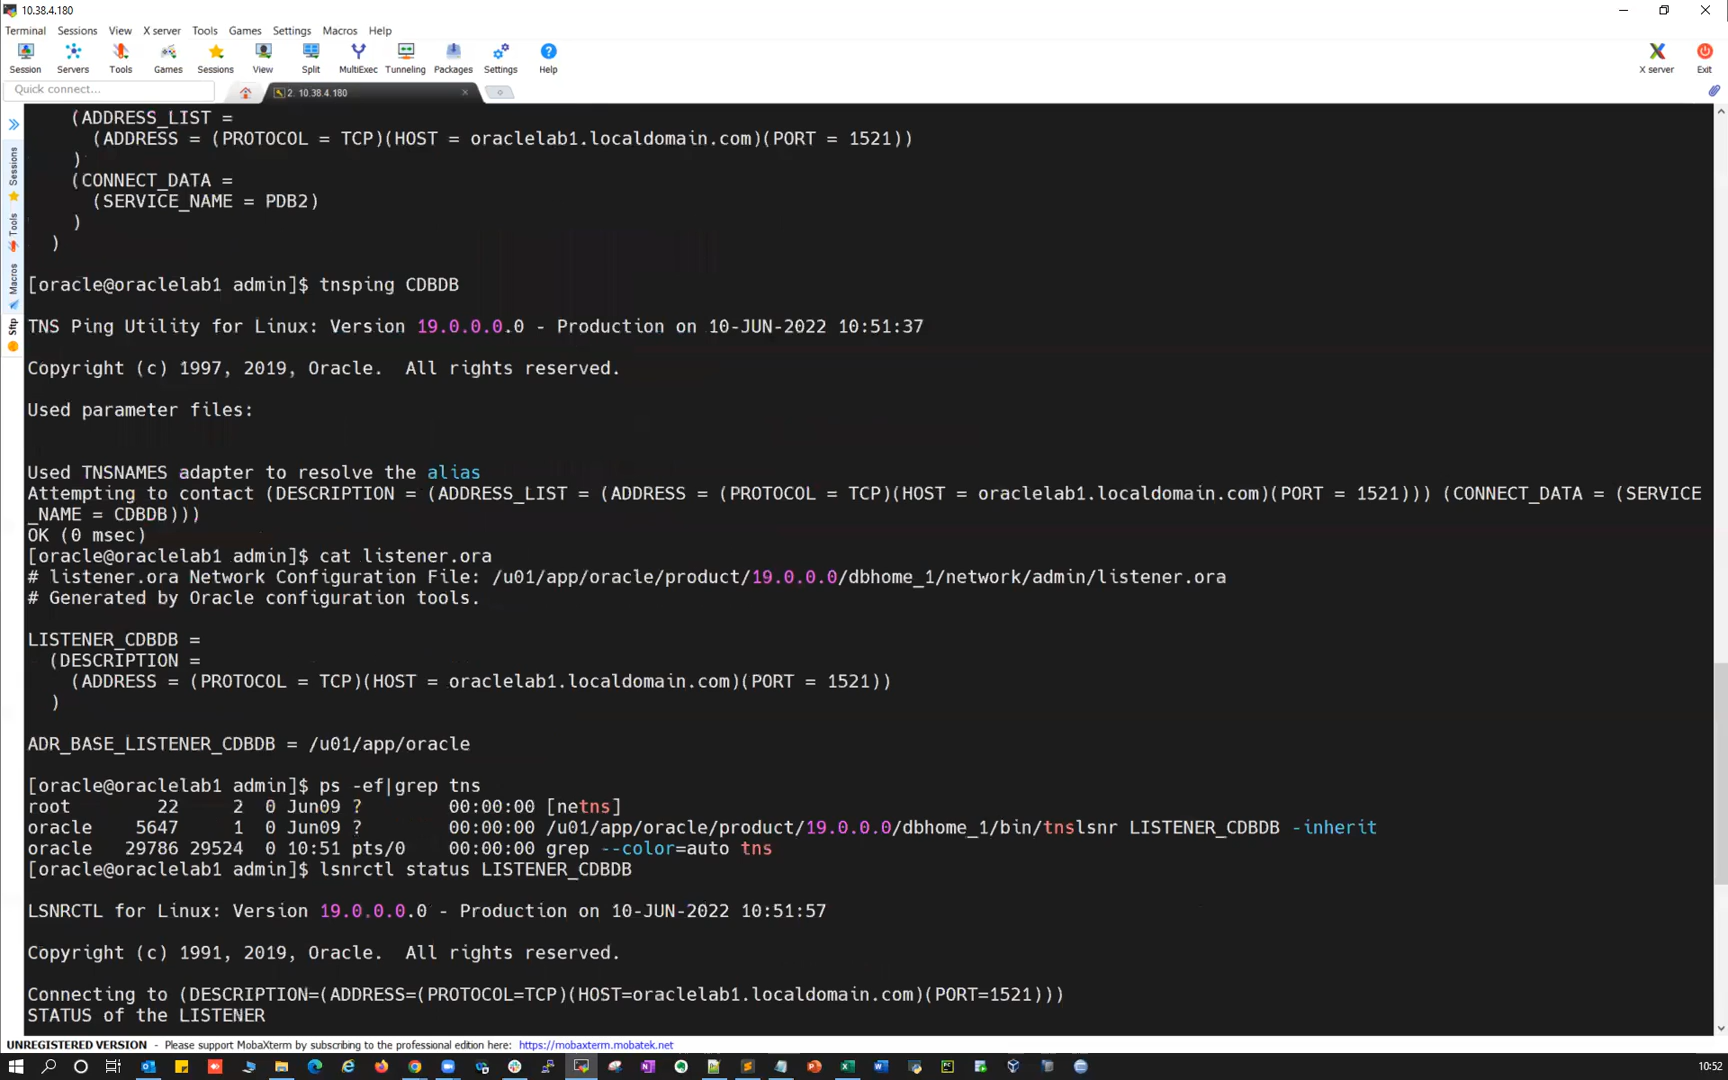 10.38.4.180
Terminal Sessions View X server Tools Games Settings Macros Help
Session Servers Tools Games Sessions View Split MultiExec Tunneling Packages Settings Help X server Exit
Quick connect...
2. 10.38.4.180
Sessions
Tools
Macros
Sftp
(ADDRESS_LIST =
(ADDRESS = (PROTOCOL = TCP)(HOST = oraclelab1.localdomain.com)(PORT = 1521))
)
(CONNECT_DATA =
(SERVICE_NAME = PDB2)
)
)
[oracle@oraclelab1 admin]$ tnsping CDBDB
TNS Ping Utility for Linux: Version 19.0.0.0.0 - Production on 10-JUN-2022 10:51:37
Copyright (c) 1997, 2019, Oracle.  All rights reserved.
Used parameter files:
Used TNSNAMES adapter to resolve the alias
Attempting to contact (DESCRIPTION = (ADDRESS_LIST = (ADDRESS = (PROTOCOL = TCP)(HOST = oraclelab1.localdomain.com)(PORT = 1521))) (CONNECT_DATA = (SERVICE
_NAME = CDBDB)))
OK (0 msec)
[oracle@oraclelab1 admin]$ cat listener.ora
# listener.ora Network Configuration File: /u01/app/oracle/product/19.0.0.0/dbhome_1/network/admin/listener.ora
# Generated by Oracle configuration tools.
LISTENER_CDBDB =
(DESCRIPTION =
(ADDRESS = (PROTOCOL = TCP)(HOST = oraclelab1.localdomain.com)(PORT = 1521))
)
ADR_BASE_LISTENER_CDBDB = /u01/app/oracle
[oracle@oraclelab1 admin]$ ps -ef|grep tns
root 22 2 0 Jun09 ? 00:00:00 [netns]
oracle 5647 1 0 Jun09 ? 00:00:00 /u01/app/oracle/product/19.0.0.0/dbhome_1/bin/tnslsnr LISTENER_CDBDB -inherit
oracle 29786 29524 0 10:51 pts/0 00:00:00 grep --color=auto tns
[oracle@oraclelab1 admin]$ lsnrctl status LISTENER_CDBDB
LSNRCTL for Linux: Version 19.0.0.0.0 - Production on 10-JUN-2022 10:51:57
Copyright (c) 1991, 2019, Oracle.  All rights reserved.
Connecting to (DESCRIPTION=(ADDRESS=(PROTOCOL=TCP)(HOST=oraclelab1.localdomain.com)(PORT=1521)))
STATUS of the LISTENER
UNREGISTERED VERSION - Please support MobaXterm by subscribing to the professional edition here: https://mobaxterm.mobatek.net
10:52